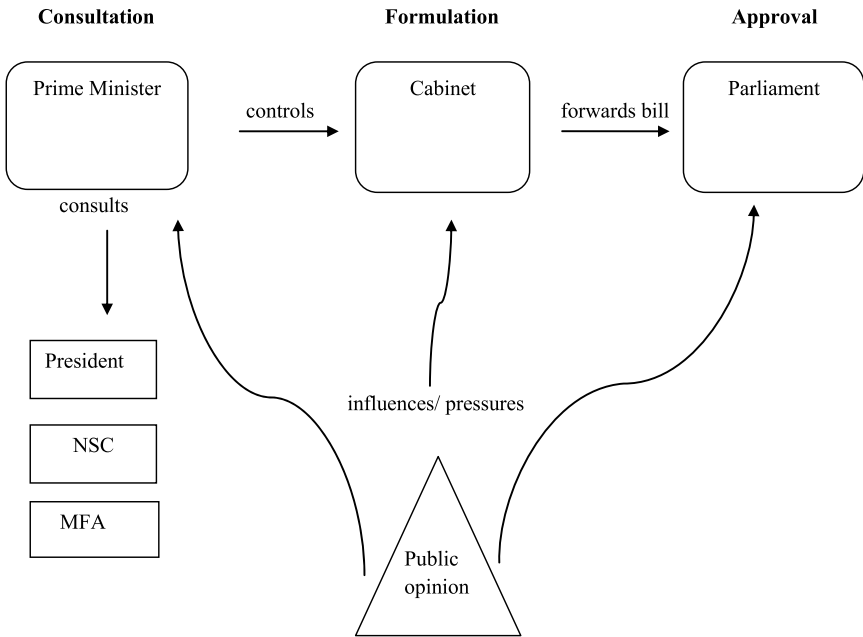 Consultation
Formulation
Approval
Prime Minister
controls
Cabinet
forwards bill
Parliament
consults
President
NSC
MFA
influences/ pressures
Public
opinion